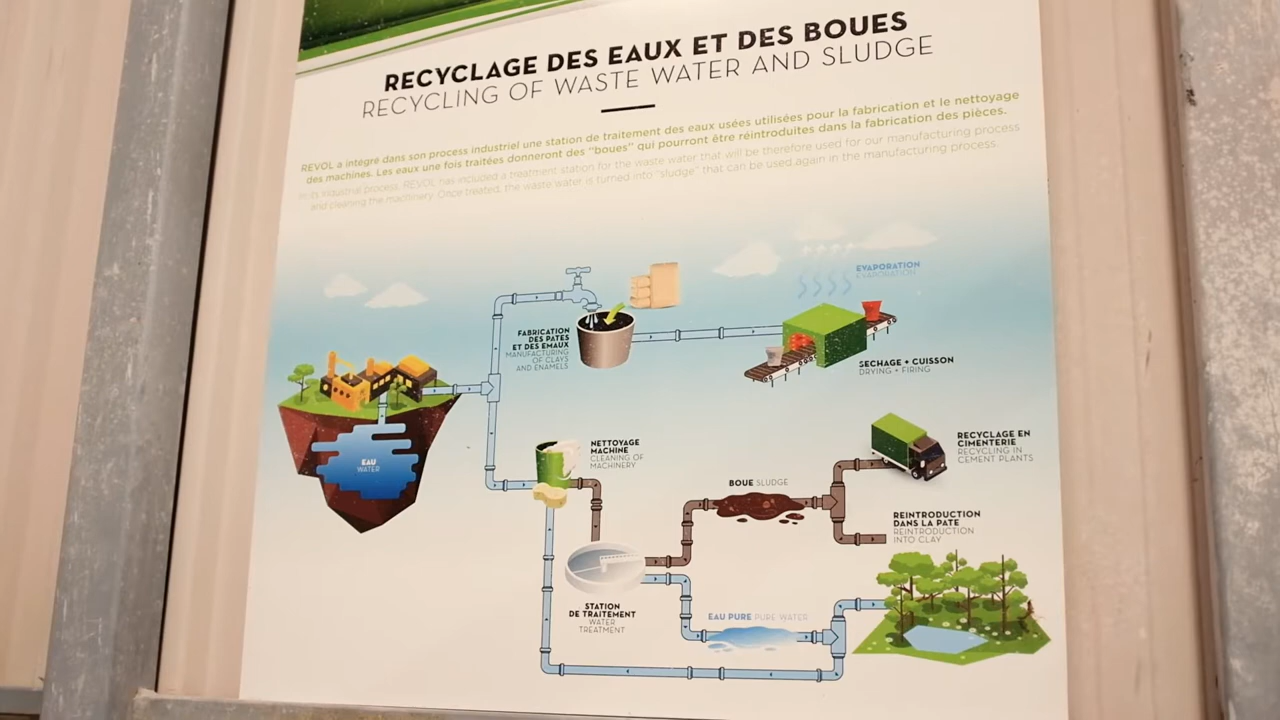 RECYCLAGE DES EAUX ET DES BOUES
RECYCLING OF WASTE WATER AND SLUDGE
REVOL a intégré dans son process industriel une station de traitement des eaux usées utilisées pour la fabrication et le nettoyage
des machines. Les eaux une fois traitées donneront des "boues" qui pourront être réintroduites dans la fabrication des pièces.
In its industrial process, REVOL has included a treatment station for the waste water that will be therefore used for our manufacturing process
and cleaning the machinery. Once treated, the waste water is turned into "sludge" that can be used again in the manufacturing process.
EVAPORATION
EVAPORATION
FABRICATION
DES PATES
ET DES EMAUX
MANUFACTURING
OF CLAYS
AND ENAMELS
SECHAGE + CUISSON
DRYING + FIRING
EAU
WATER
NETTOYAGE
MACHINE
CLEANING OF
MACHINERY
RECYCLAGE EN
CIMENTERIE
RECYCLING IN
CEMENT PLANTS
BOUE SLUDGE
REINTRODUCTION
DANS LA PATE
REINTRODUCTION
INTO CLAY
STATION
DE TRAITEMENT
WATER
TREATMENT
EAU PURE PURE WATER